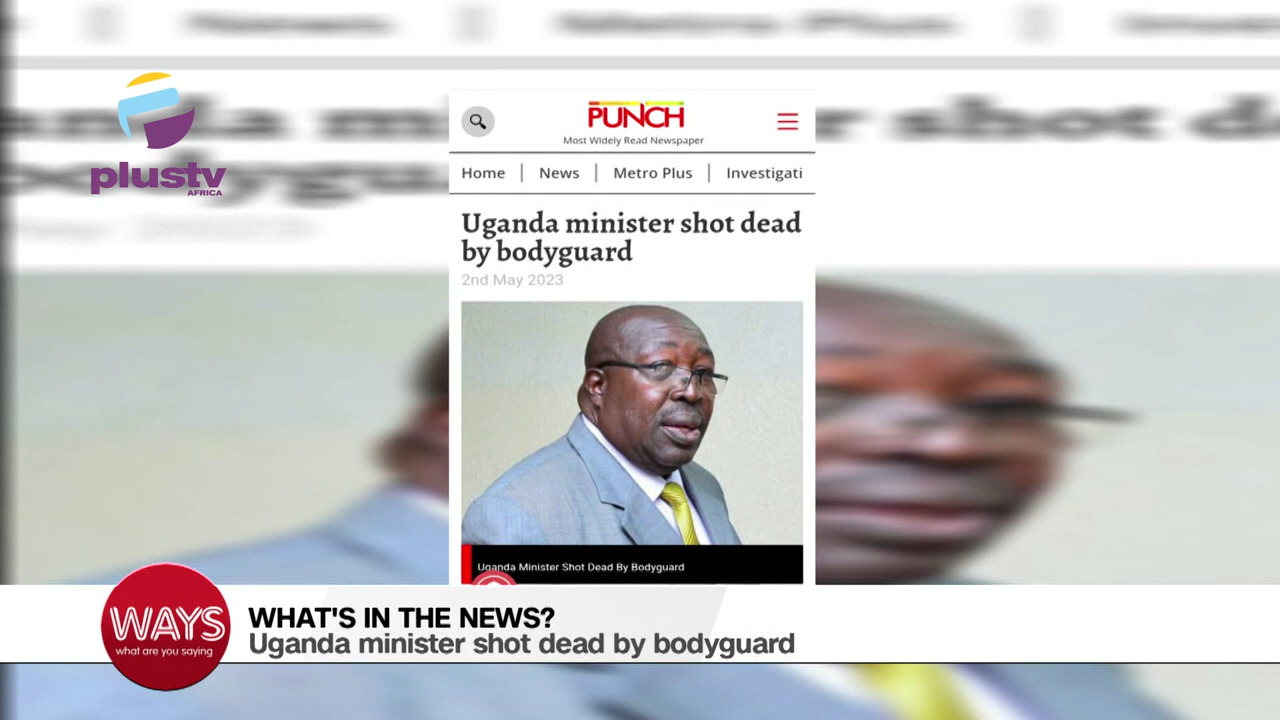 plustv
AFRICA
PUNCH
Most Widely Read Newspaper
Home | News | Metro Plus | Investigati
Uganda minister shot dead
by bodyguard
2nd May 2023
Uganda Minister Shot Dead By Bodyguard
WAYS
what are you saying
WHAT'S IN THE NEWS?
Uganda minister shot dead by bodyguard